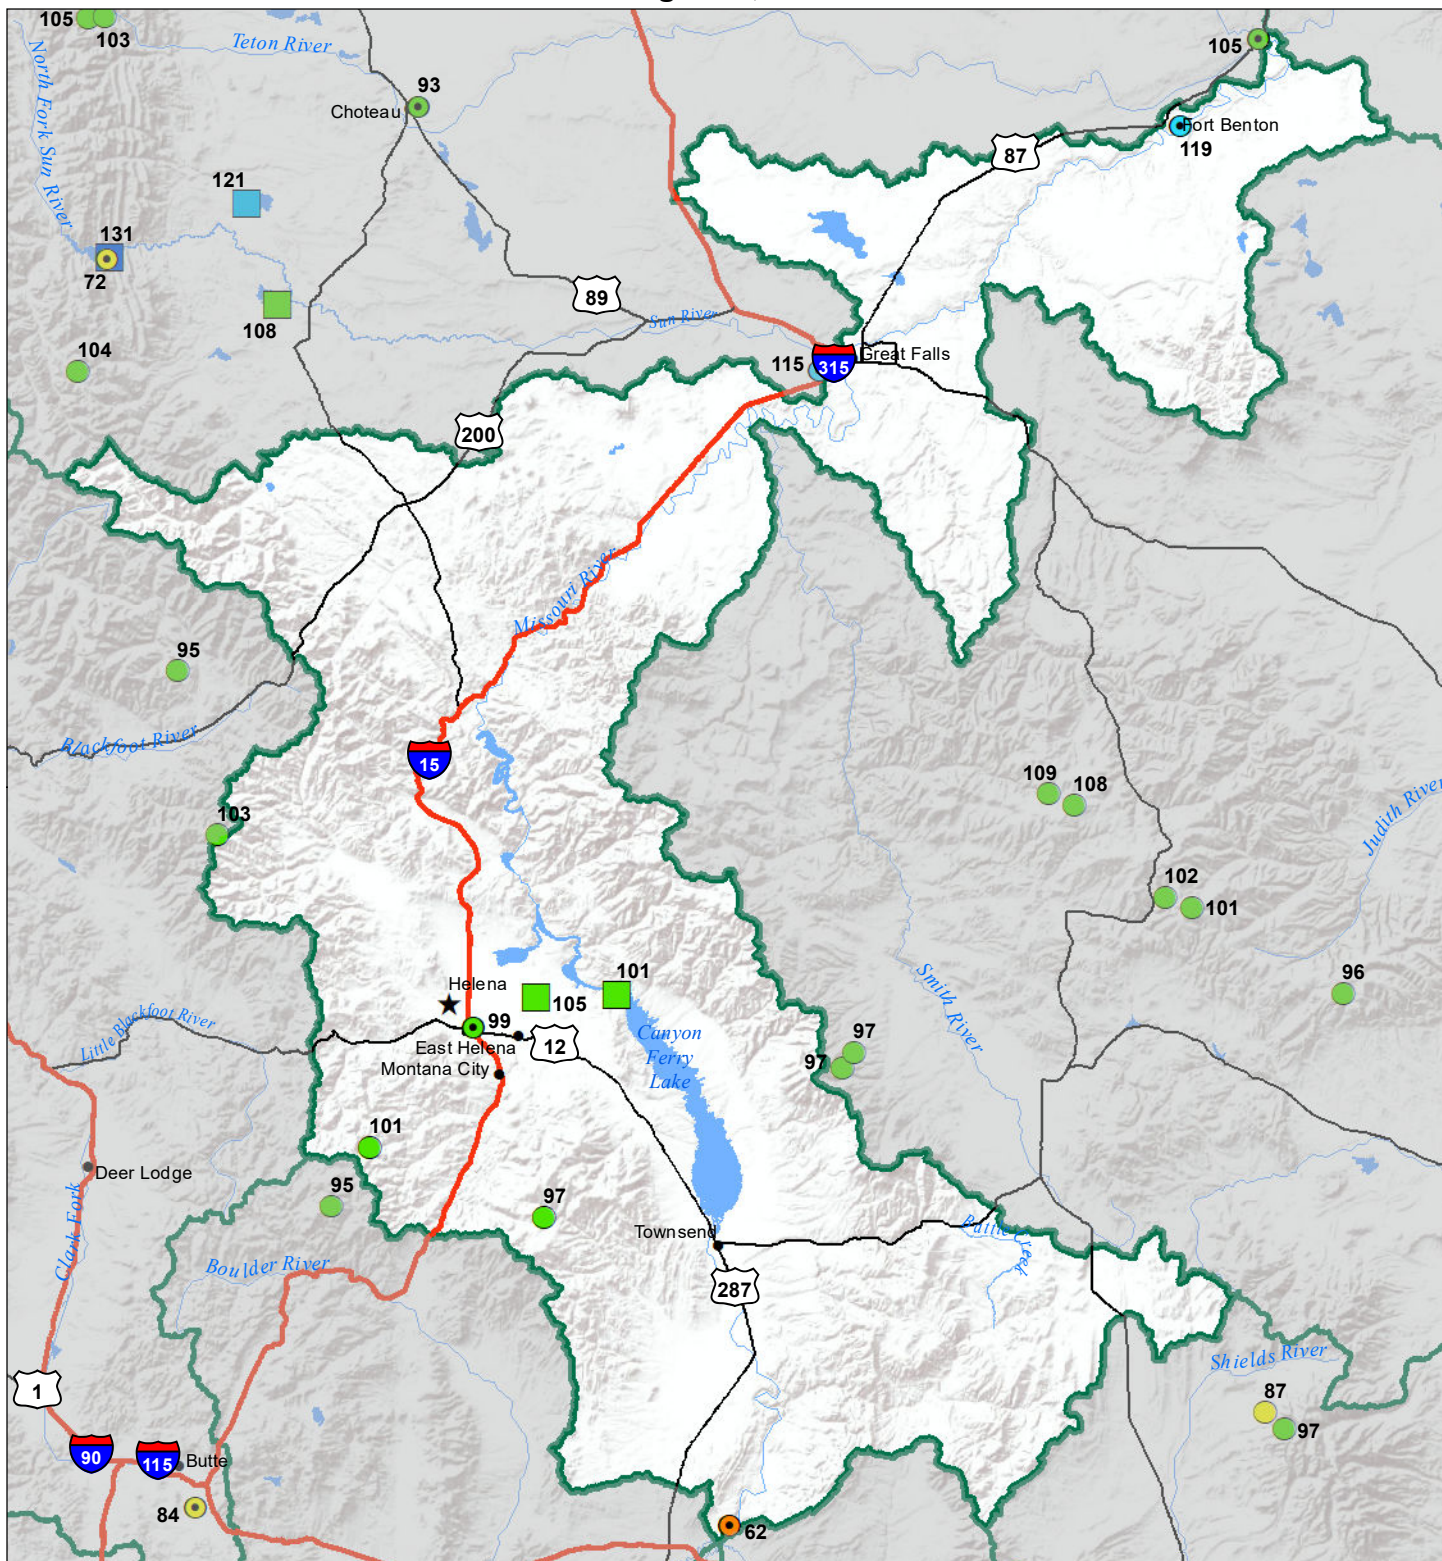 105
103
Teton River
105
North Fork Sun River
93
Choteau
Fort Benton
119
87
121
131
72
89
108
Sun River
104
115
315
Great Falls
200
Missouri River
95
Blackfoot River
15
109
108
Judith River
103
102
101
Smith River
96
101
Helena
105
99
Little Blackfoot River
East Helena
12
Canyon
Ferry
Lake
97
97
Montana City
101
Deer Lodge
95
97
Clark Fork
Townsend
Battle Creek
Boulder River
287
Shields River
1
87
97
90
115
Butte
84
62